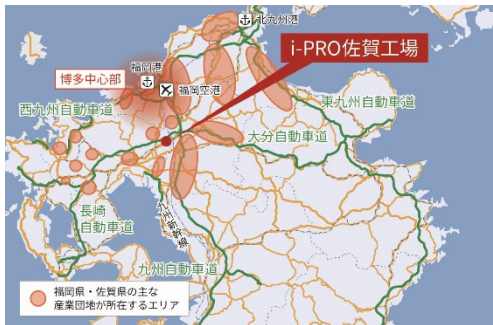 北九州港
i-PRO佐賀工場
福岡港
博多中心部
福岡空港
西九州自動車道
東九州自動車道
大分自動車道
長崎
自動車道
九州新幹線
九州自動車道
福岡県・佐賀県の主な
産業団地が所在するエリア